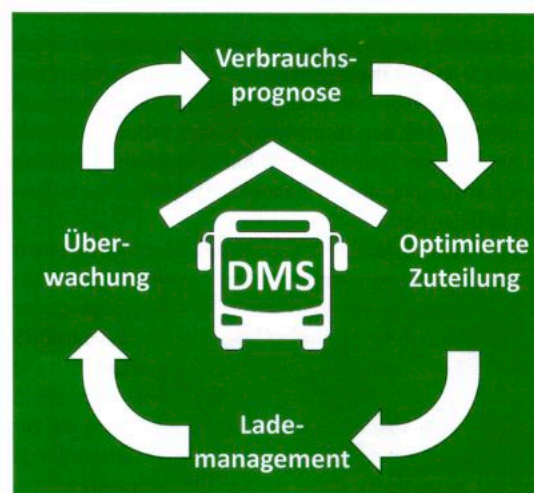 Verbrauchs-
prognose
Optimierte
Zuteilung
Lade-
management
Über-
wachung
DMS